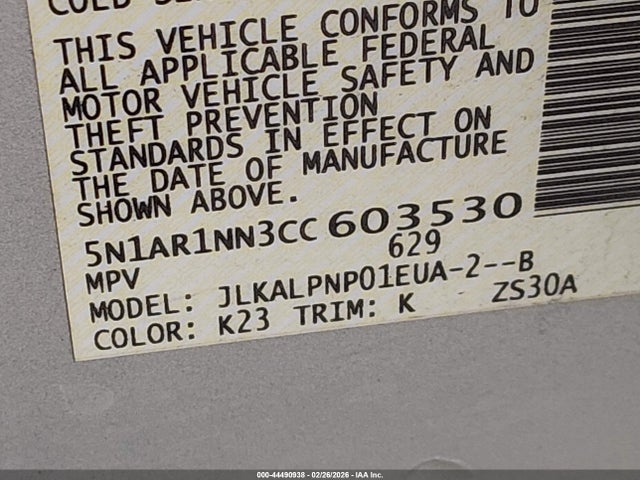 THIS VEHICLE CONFORMS TO
ALL APPLICABLE FEDERAL
MOTOR VEHICLE SAFETY AND
THEFT PREVENTION
STANDARDS IN EFFECT ON
THE DATE OF MANUFACTURE
SHOWN ABOVE.
5N1AR1NN3CC 603530
MPV 629
MODEL: JLKALPNP01EUA-2--B
COLOR: K23 TRIM: K ZS30A
000-44490938 - 02/26/2026 - IAA Inc.